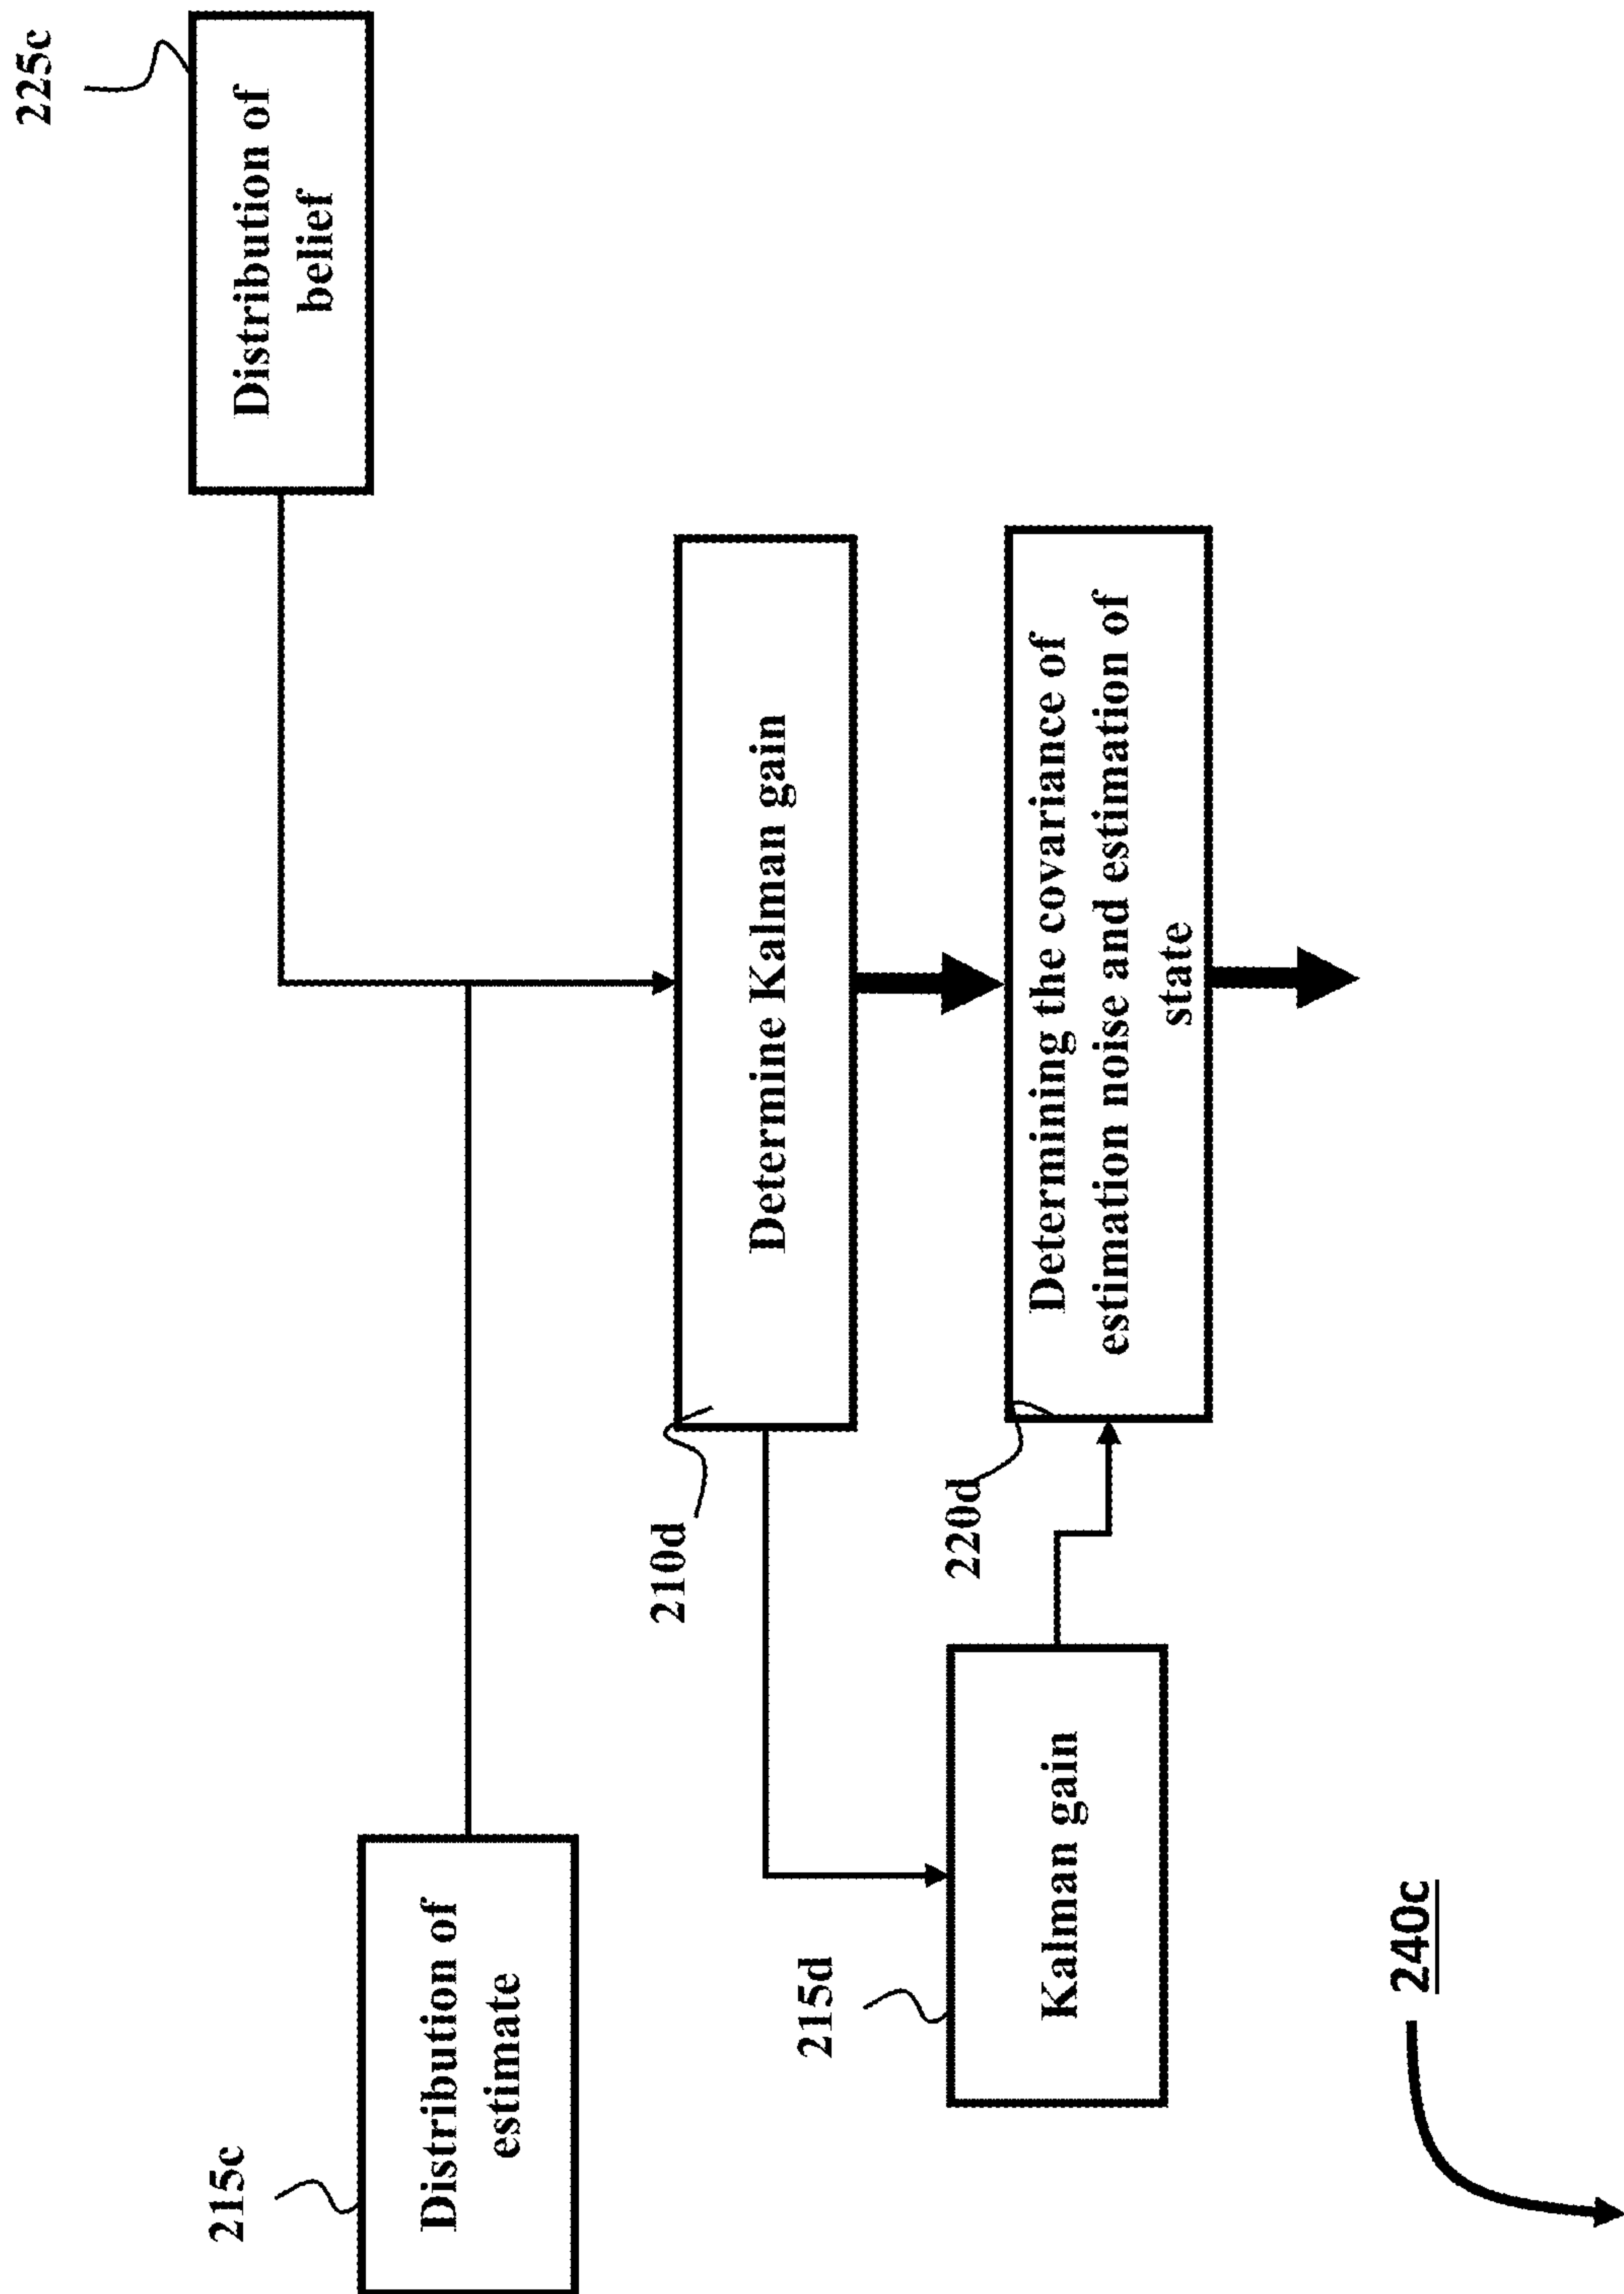 225c
Distribution of
belief
215c
Distribution of
estimate
210d
Determine Kalman gain
215d
Kalman gain
220d
Determining the covariance of
estimation noise and estimation of
state
240c